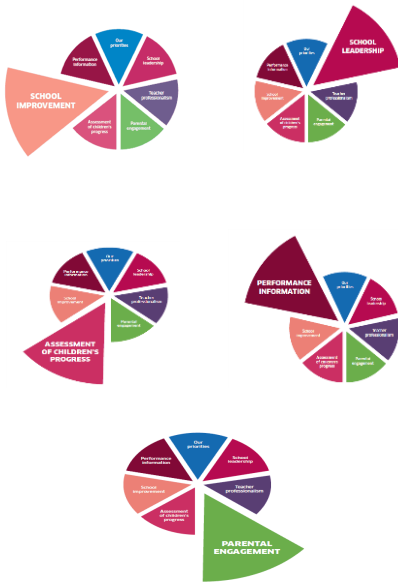 Our
priorities
School
leadership
Teacher
professionalism
Parental
engagement
Assessment
of children's
progress
SCHOOL
IMPROVEMENT
Performance
information
Our
priorities
SCHOOL
LEADERSHIP
Teacher
professionalism
Parental
engagement
Assessment
of children's
progress
School
improvement
Performance
information
Our
priorities
School
leadership
Teacher
professionalism
Parental
engagement
ASSESSMENT
OF CHILDREN'S
PROGRESS
School
improvement
Performance
information
Our
priorities
School
leadership
Teacher
professionalism
Parental
engagement
Assessment
of children's
progress
School
improvement
PERFORMANCE
INFORMATION
Our
priorities
School
leadership
Teacher
professionalism
PARENTAL
ENGAGEMENT
Assessment
of children's
progress
School
improvement
Performance
information